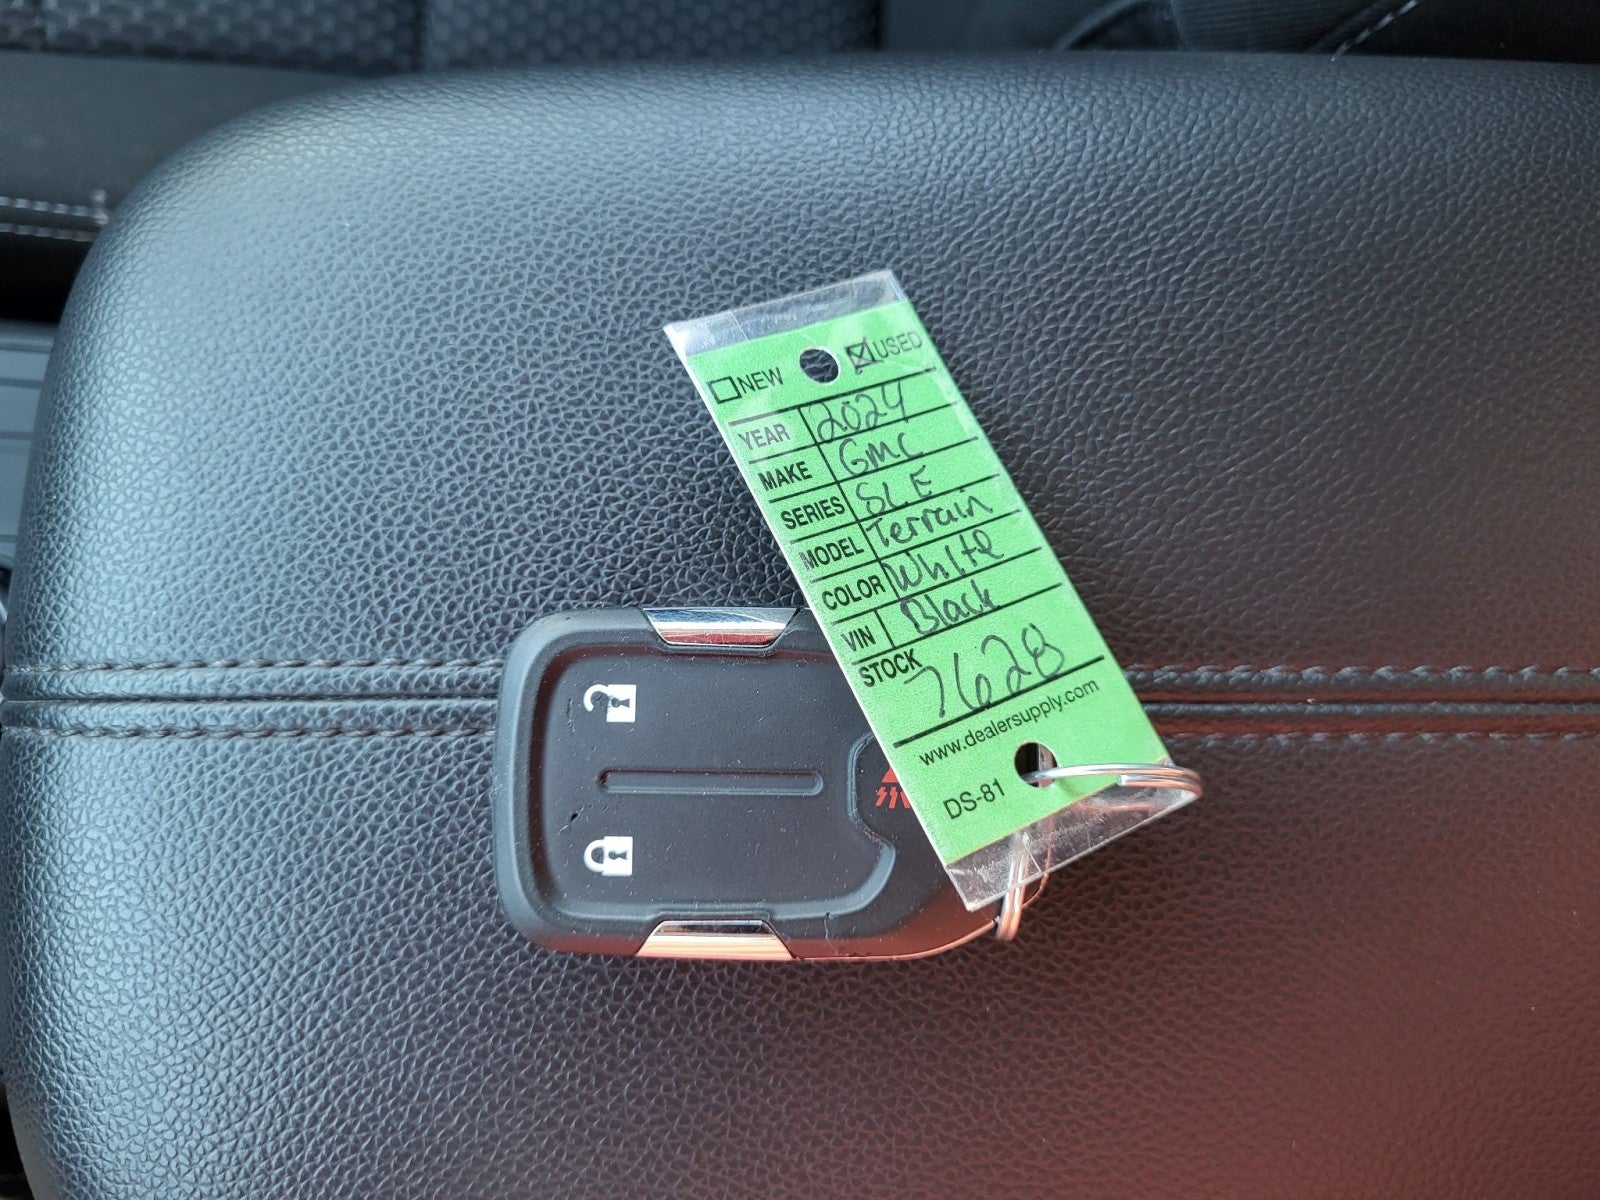 NEW USED
YEAR 2024
MAKE GMC
SERIES SLE
MODEL Terrain
COLOR White
VIN Black
STOCK 7628
www.dealersupply.com
DS-81